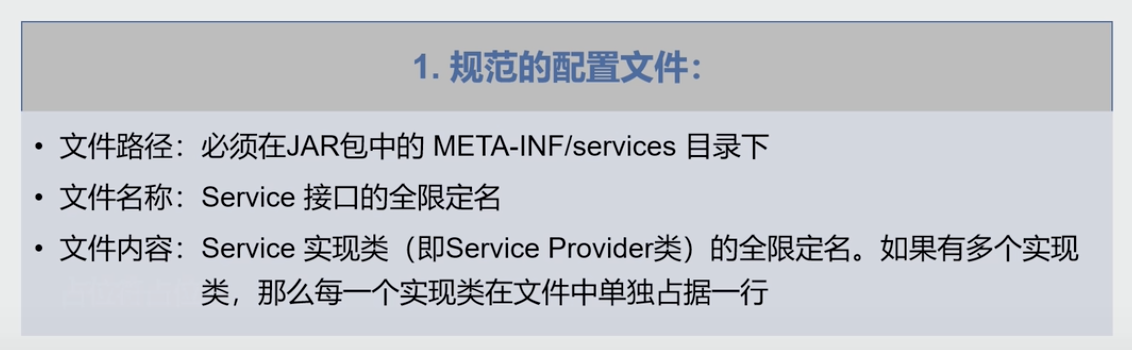 1. 规范的配置文件：
• 文件路径：必须在JAR包中的 META-INF/services 目录下
• 文件名称：Service 接口的全限定名
• 文件内容：Service 实现类（即Service Provider类）的全限定名。如果有多个实现
类，那么每一个实现类在文件中单独占据一行